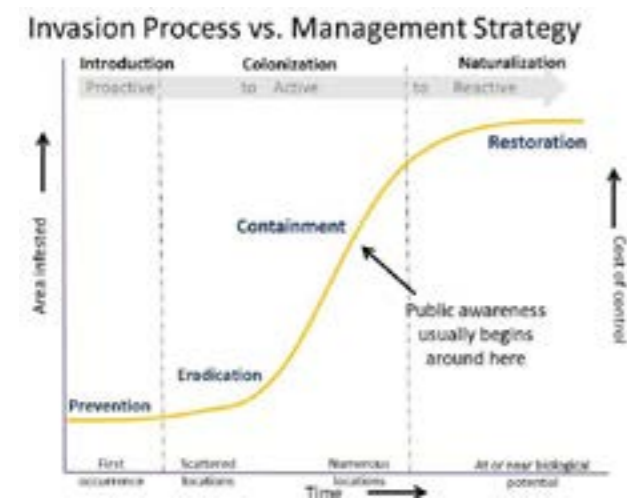 Invasion Process vs. Management Strategy
Introduction Colonization Naturalization
Proactive to Active to Reactive
Restoration
Containment
Area infested
Cost of control
Public awareness
usually begins
around here
Eradication
Prevention
First occurrence
Scattered locations
Numerous locations
At or near biological potential
Time